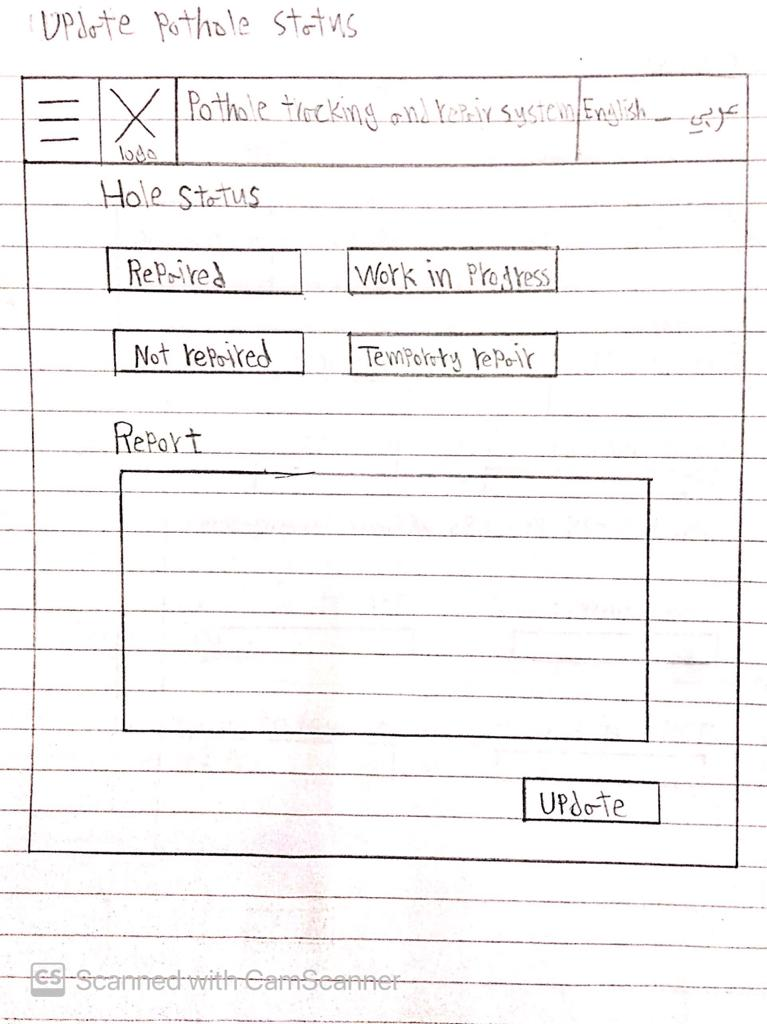 Update pothole status
logo
Pothole tracking and repair system
English - عربي
Hole status
Repaired
Work in progress
Not repaired
Temporary repair
Report
Update
CS Scanned with CamScanner